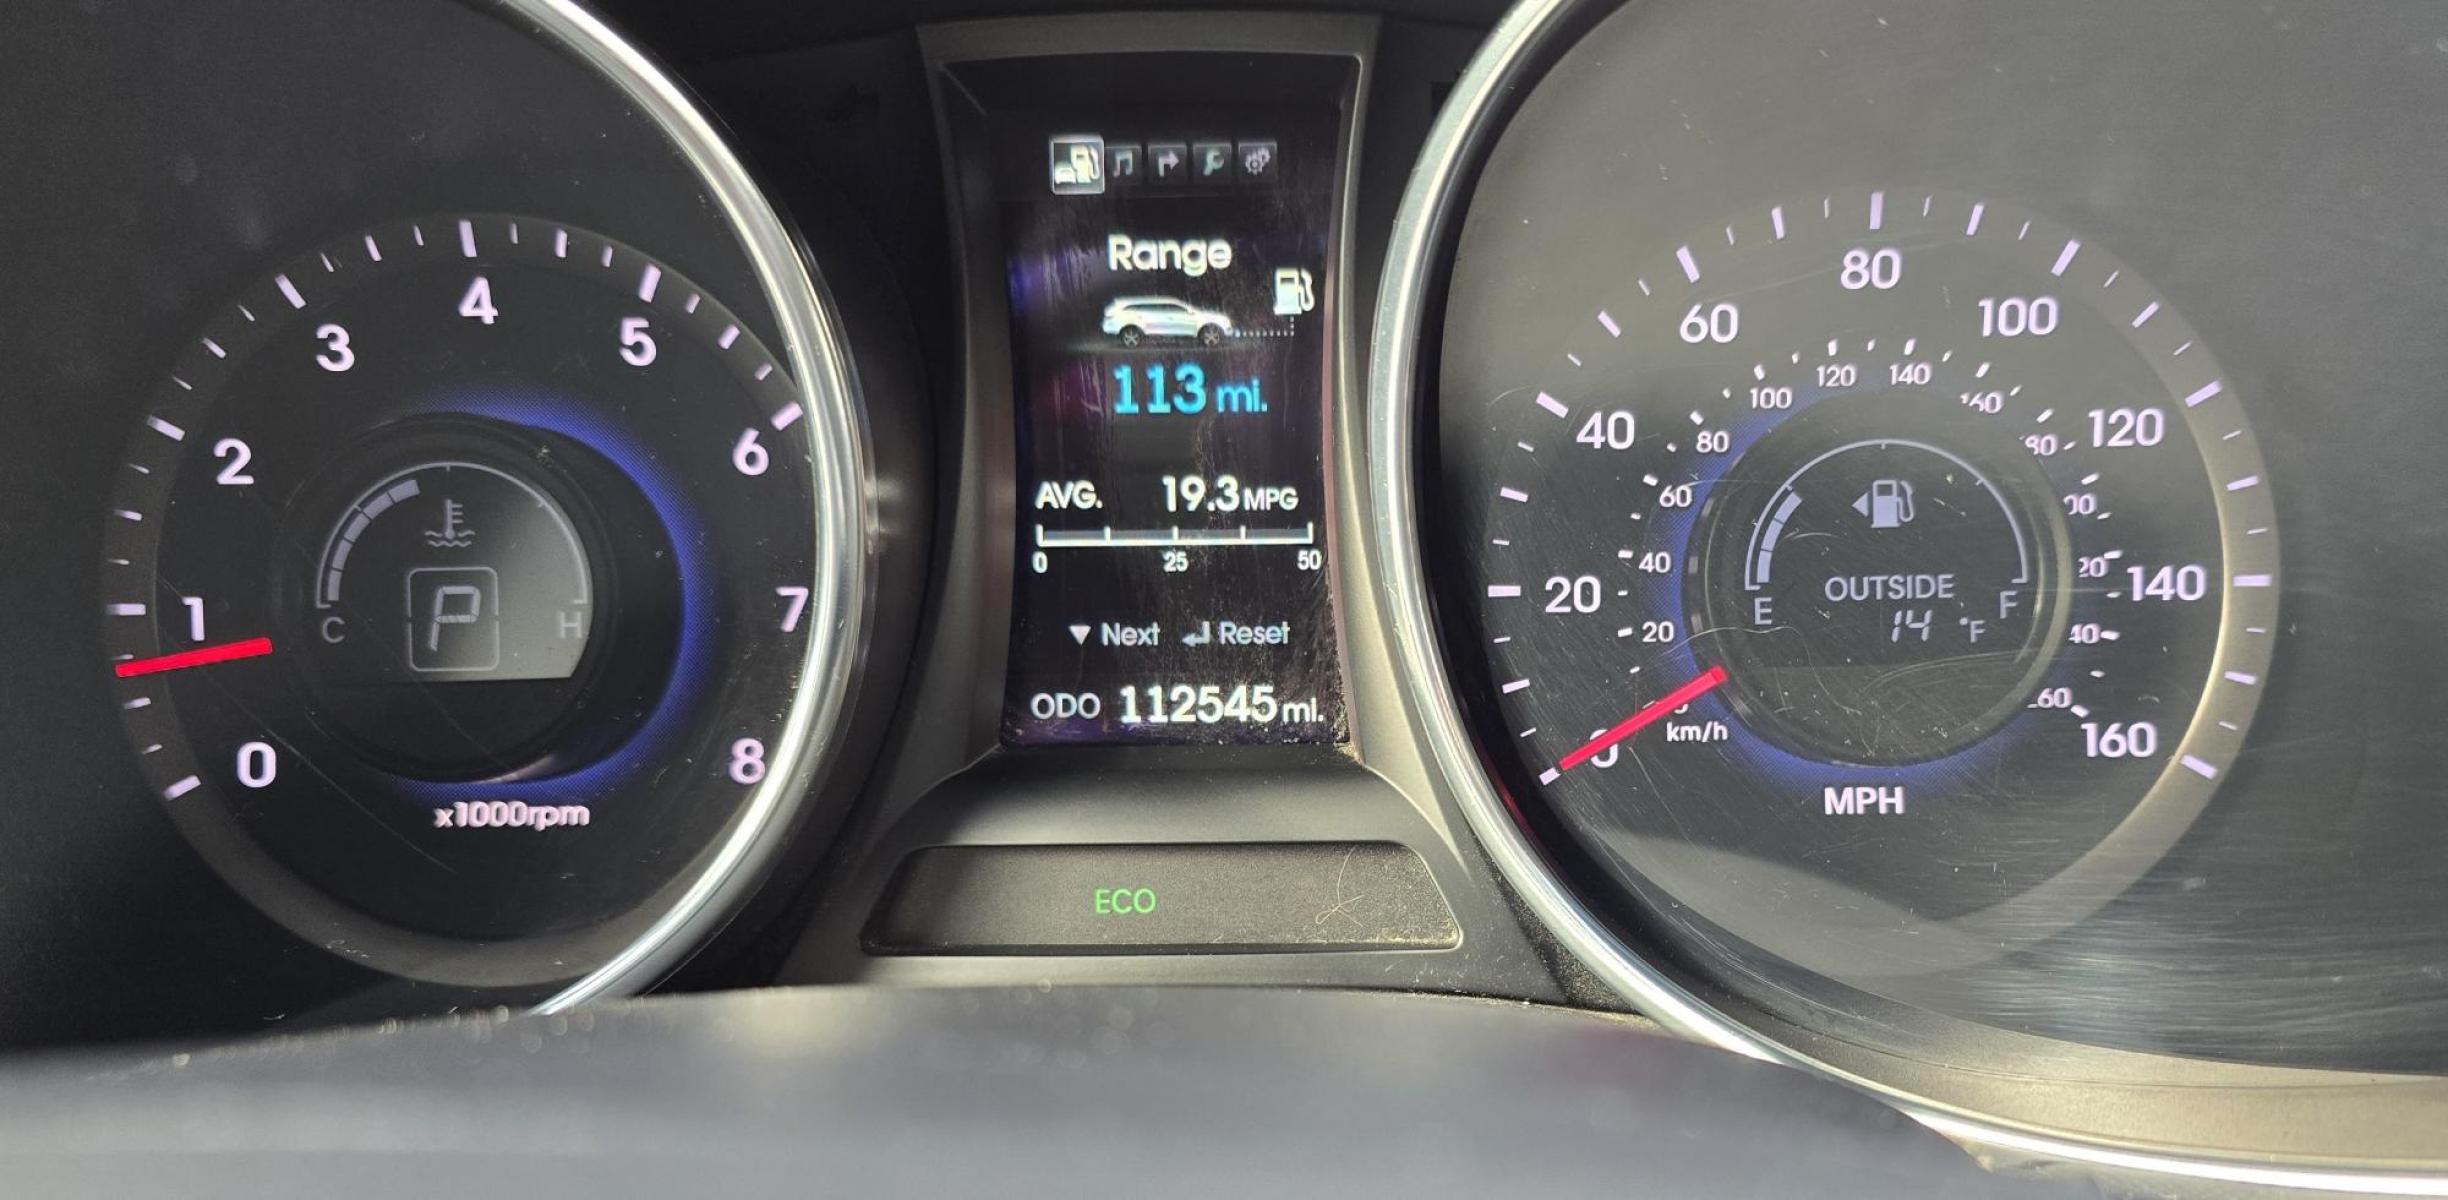 0
1
2
3
4
5
6
7
8
x1000rpm
C
H
P
Range
113 mi.
AVG. 19.3 MPG
0 25 50
▼ Next ↲ Reset
ODO 112545 mi.
ECO
0
20
40
60
80
100
120
140
160
MPH
20
40
60
80
100
120
140
km/h
OUTSIDE
14 °F
E
F